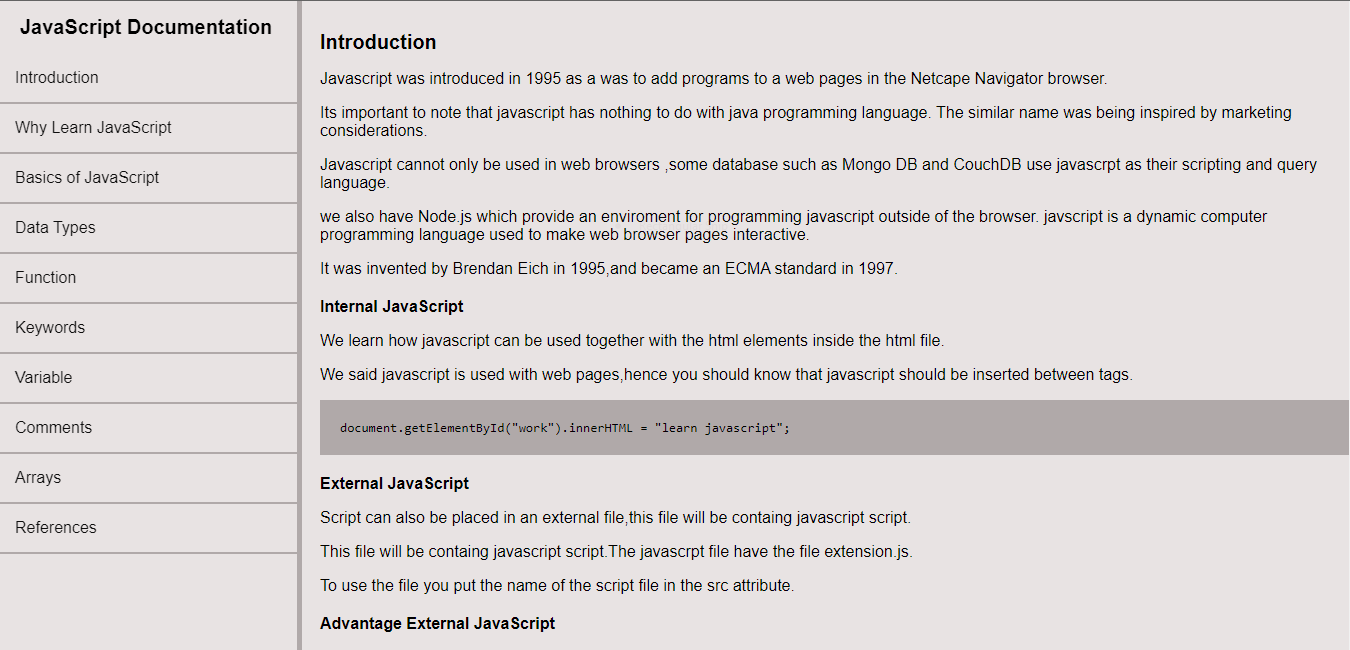 JavaScript Documentation
Introduction
Why Learn JavaScript
Basics of JavaScript
Data Types
Function
Keywords
Variable
Comments
Arrays
References
Introduction
Javascript was introduced in 1995 as a was to add programs to a web pages in the Netcape Navigator browser.
Its important to note that javascript has nothing to do with java programming language. The similar name was being inspired by marketing
considerations.
Javascript cannot only be used in web browsers ,some database such as Mongo DB and CouchDB use javascrpt as their scripting and query
language.
we also have Node.js which provide an enviroment for programming javascript outside of the browser. javscript is a dynamic computer
programming language used to make web browser pages interactive.
It was invented by Brendan Eich in 1995,and became an ECMA standard in 1997.
Internal JavaScript
We learn how javascript can be used together with the html elements inside the html file.
We said javascript is used with web pages,hence you should know that javascript should be inserted between tags.
document.getElementById("work").innerHTML = "learn javascript";
External JavaScript
Script can also be placed in an external file,this file will be containg javascript script.
This file will be containg javascript script.The javascrpt file have the file extension.js.
To use the file you put the name of the script file in the src attribute.
Advantage External JavaScript